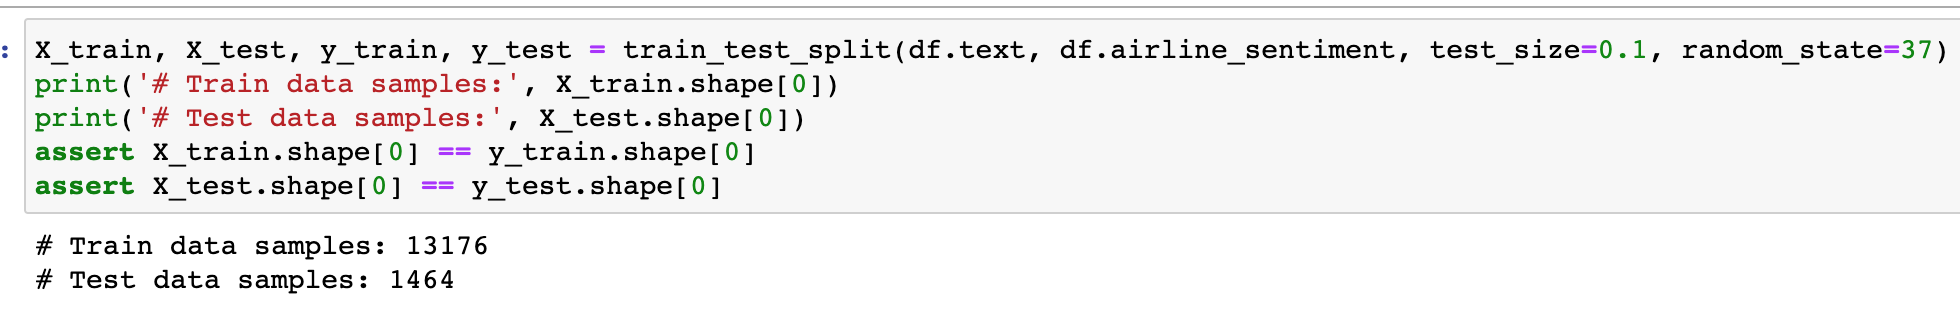 : X_train, X_test, y_train, y_test = train_test_split(df.text, df.airline_sentiment, test_size=0.1, random_state=37)
print('# Train data samples:', X_train.shape[0])
print('# Test data samples:', X_test.shape[0])
assert X_train.shape[0] == y_train.shape[0]
assert X_test.shape[0] == y_test.shape[0]
# Train data samples: 13176
# Test data samples: 1464